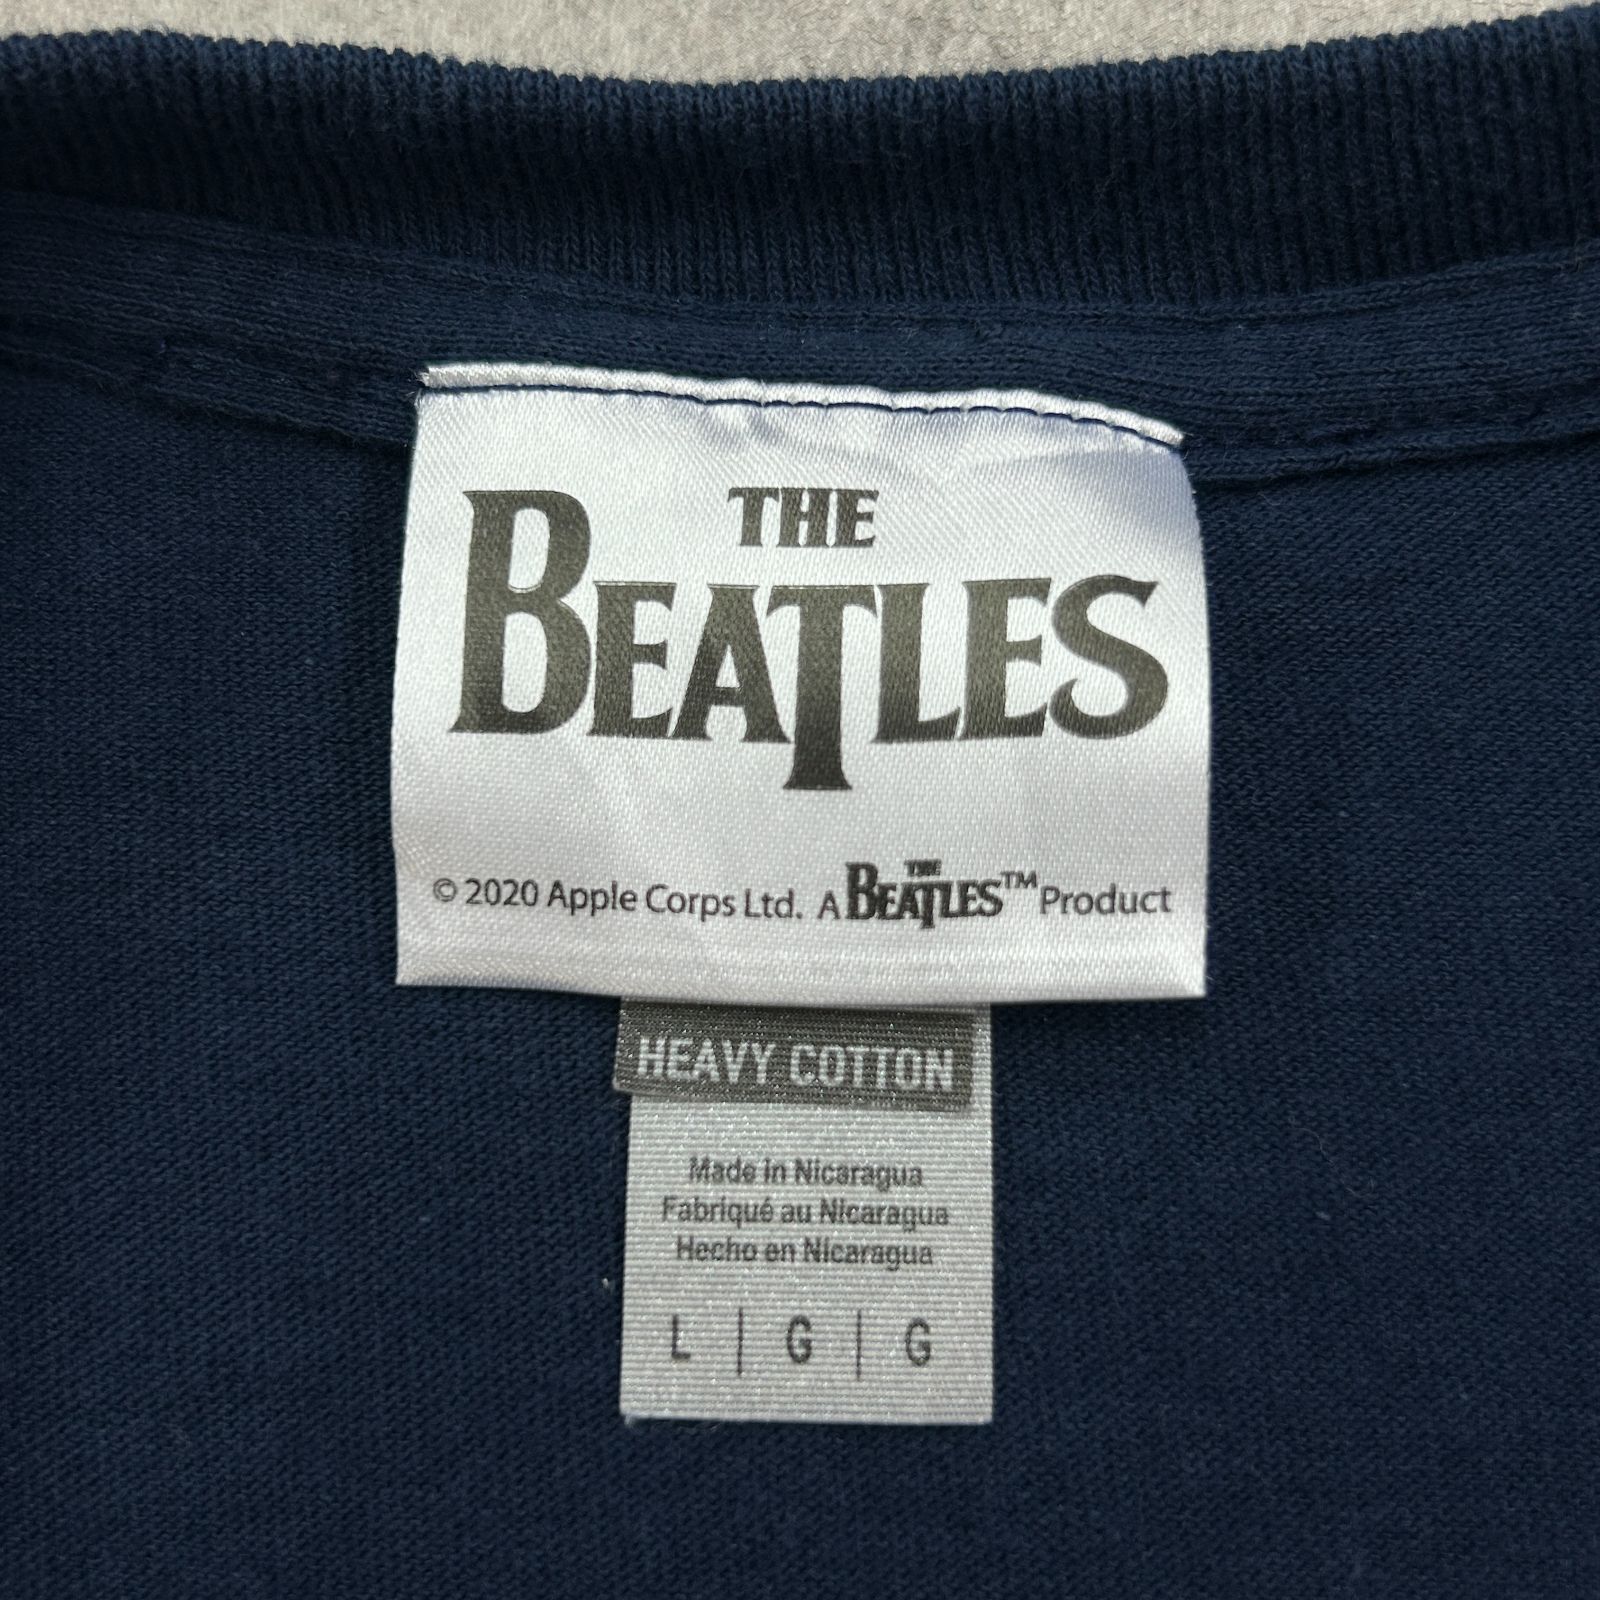 THE
BEATLES
© 2020 Apple Corps Ltd. A THE BEATLES™ Product
HEAVY COTTON
Made in Nicaragua
Fabriqué au Nicaragua
Hecho en Nicaragua
L | G | G